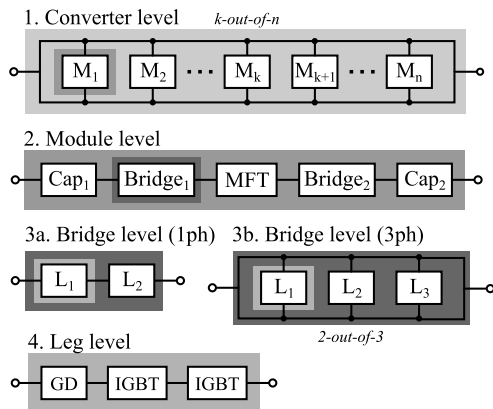 1. Converter level
k-out-of-n
M1 M2 ... Mk Mk+1 ... Mn
2. Module level
Cap1 Bridge1 MFT Bridge2 Cap2
3a. Bridge level (1ph)
3b. Bridge level (3ph)
L1 L2
L1 L2 L3
2-out-of-3
4. Leg level
GD IGBT IGBT